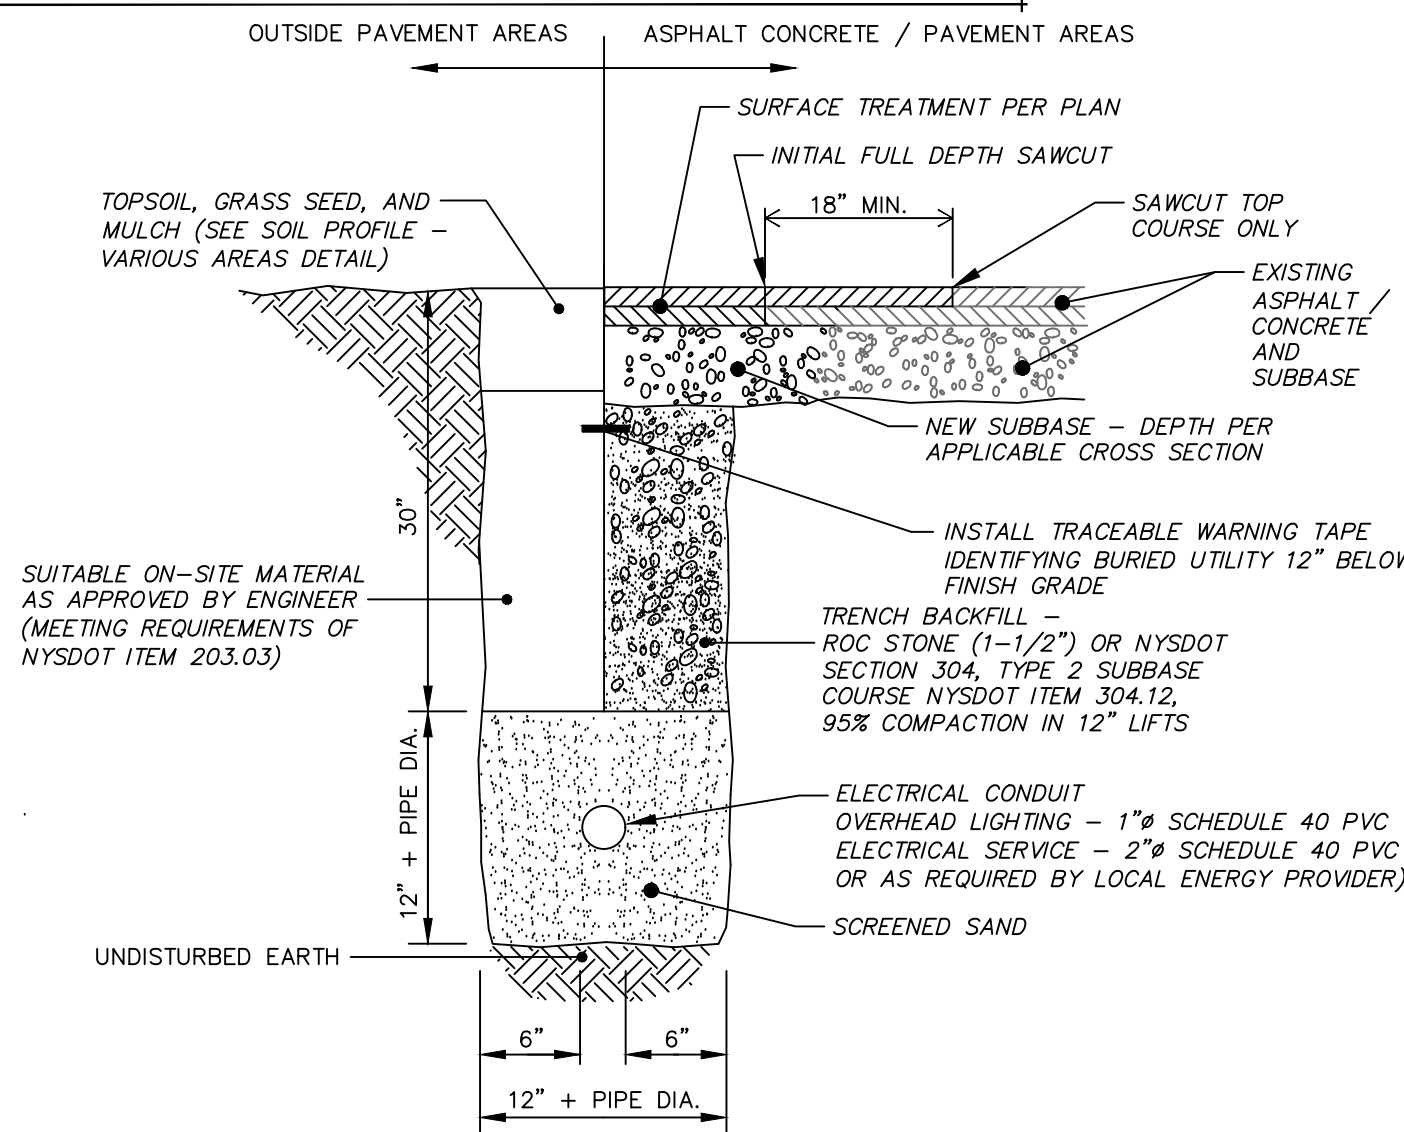 OUTSIDE PAVEMENT AREAS
ASPHALT CONCRETE / PAVEMENT AREAS
SURFACE TREATMENT PER PLAN
INITIAL FULL DEPTH SAWCUT
TOPSOIL, GRASS SEED, AND
MULCH (SEE SOIL PROFILE –
VARIOUS AREAS DETAIL)
18" MIN.
SAWCUT TOP
COURSE ONLY
EXISTING
ASPHALT /
CONCRETE
AND
SUBBASE
NEW SUBBASE – DEPTH PER
APPLICABLE CROSS SECTION
30"
INSTALL TRACEABLE WARNING TAPE
IDENTIFYING BURIED UTILITY 12" BELOW
FINISH GRADE
SUITABLE ON-SITE MATERIAL
AS APPROVED BY ENGINEER
(MEETING REQUIREMENTS OF
NYSDOT ITEM 203.03)
TRENCH BACKFILL –
ROC STONE (1-1/2") OR NYSDOT
SECTION 304, TYPE 2 SUBBASE
COURSE NYSDOT ITEM 304.12,
95% COMPACTION IN 12" LIFTS
12" + PIPE DIA.
ELECTRICAL CONDUIT
OVERHEAD LIGHTING – 1"ø SCHEDULE 40 PVC
ELECTRICAL SERVICE – 2"ø SCHEDULE 40 PVC
OR AS REQUIRED BY LOCAL ENERGY PROVIDER)
SCREENED SAND
UNDISTURBED EARTH
6"
6"
12" + PIPE DIA.